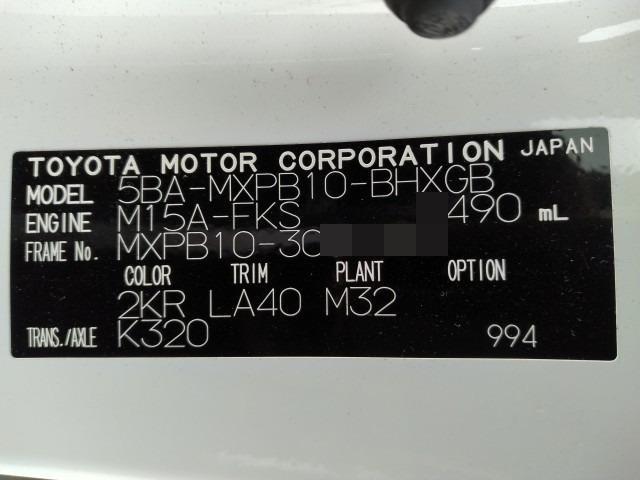 TOYOTA MOTOR CORPORATION JAPAN
MODEL 5BA-MXPB10-BHXGB
ENGINE M15A-FKS 490 mL
FRAME No. MXPB10-30
COLOR TRIM PLANT OPTION
2KR LA40 M32
TRANS./AXLE K320 994